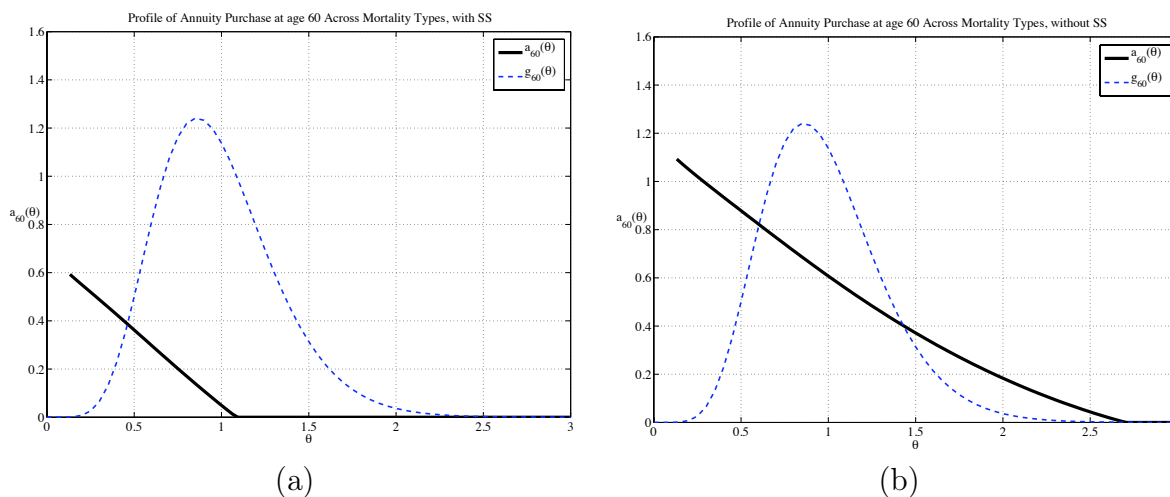 Profile of Annuity Purchase at age 60 Across Mortality Types, with SS
1.6
1.4
1.2
1
a₆₀(θ)
0.8
0.6
0.4
0.2
0
0 0.5 1 1.5 2 2.5 3
θ
a₆₀(θ)
g₆₀(θ)
(a)
Profile of Annuity Purchase at age 60 Across Mortality Types, without SS
1.6
1.4
1.2
1
a₆₀(θ)
0.8
0.6
0.4
0.2
0
0 0.5 1 1.5 2 2.5
θ
a₆₀(θ)
g₆₀(θ)
(b)